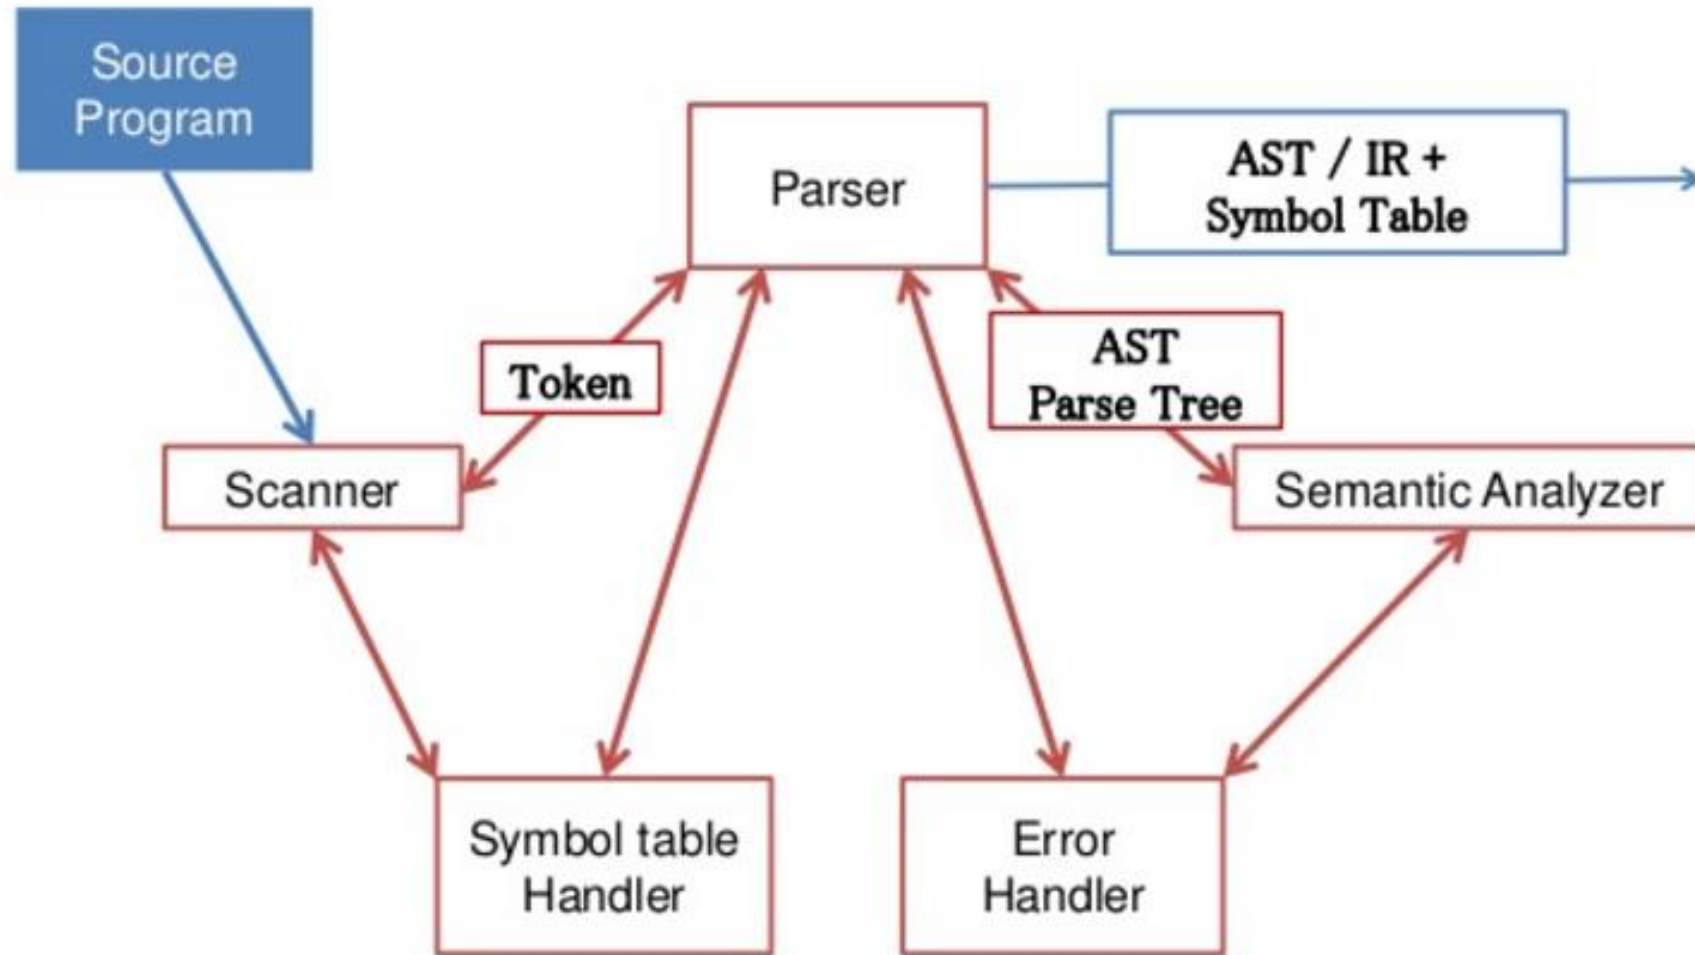 Source
Program
Parser
AST / IR +
Symbol Table
Token
AST
Parse Tree
Scanner
Semantic Analyzer
Symbol table
Handler
Error
Handler